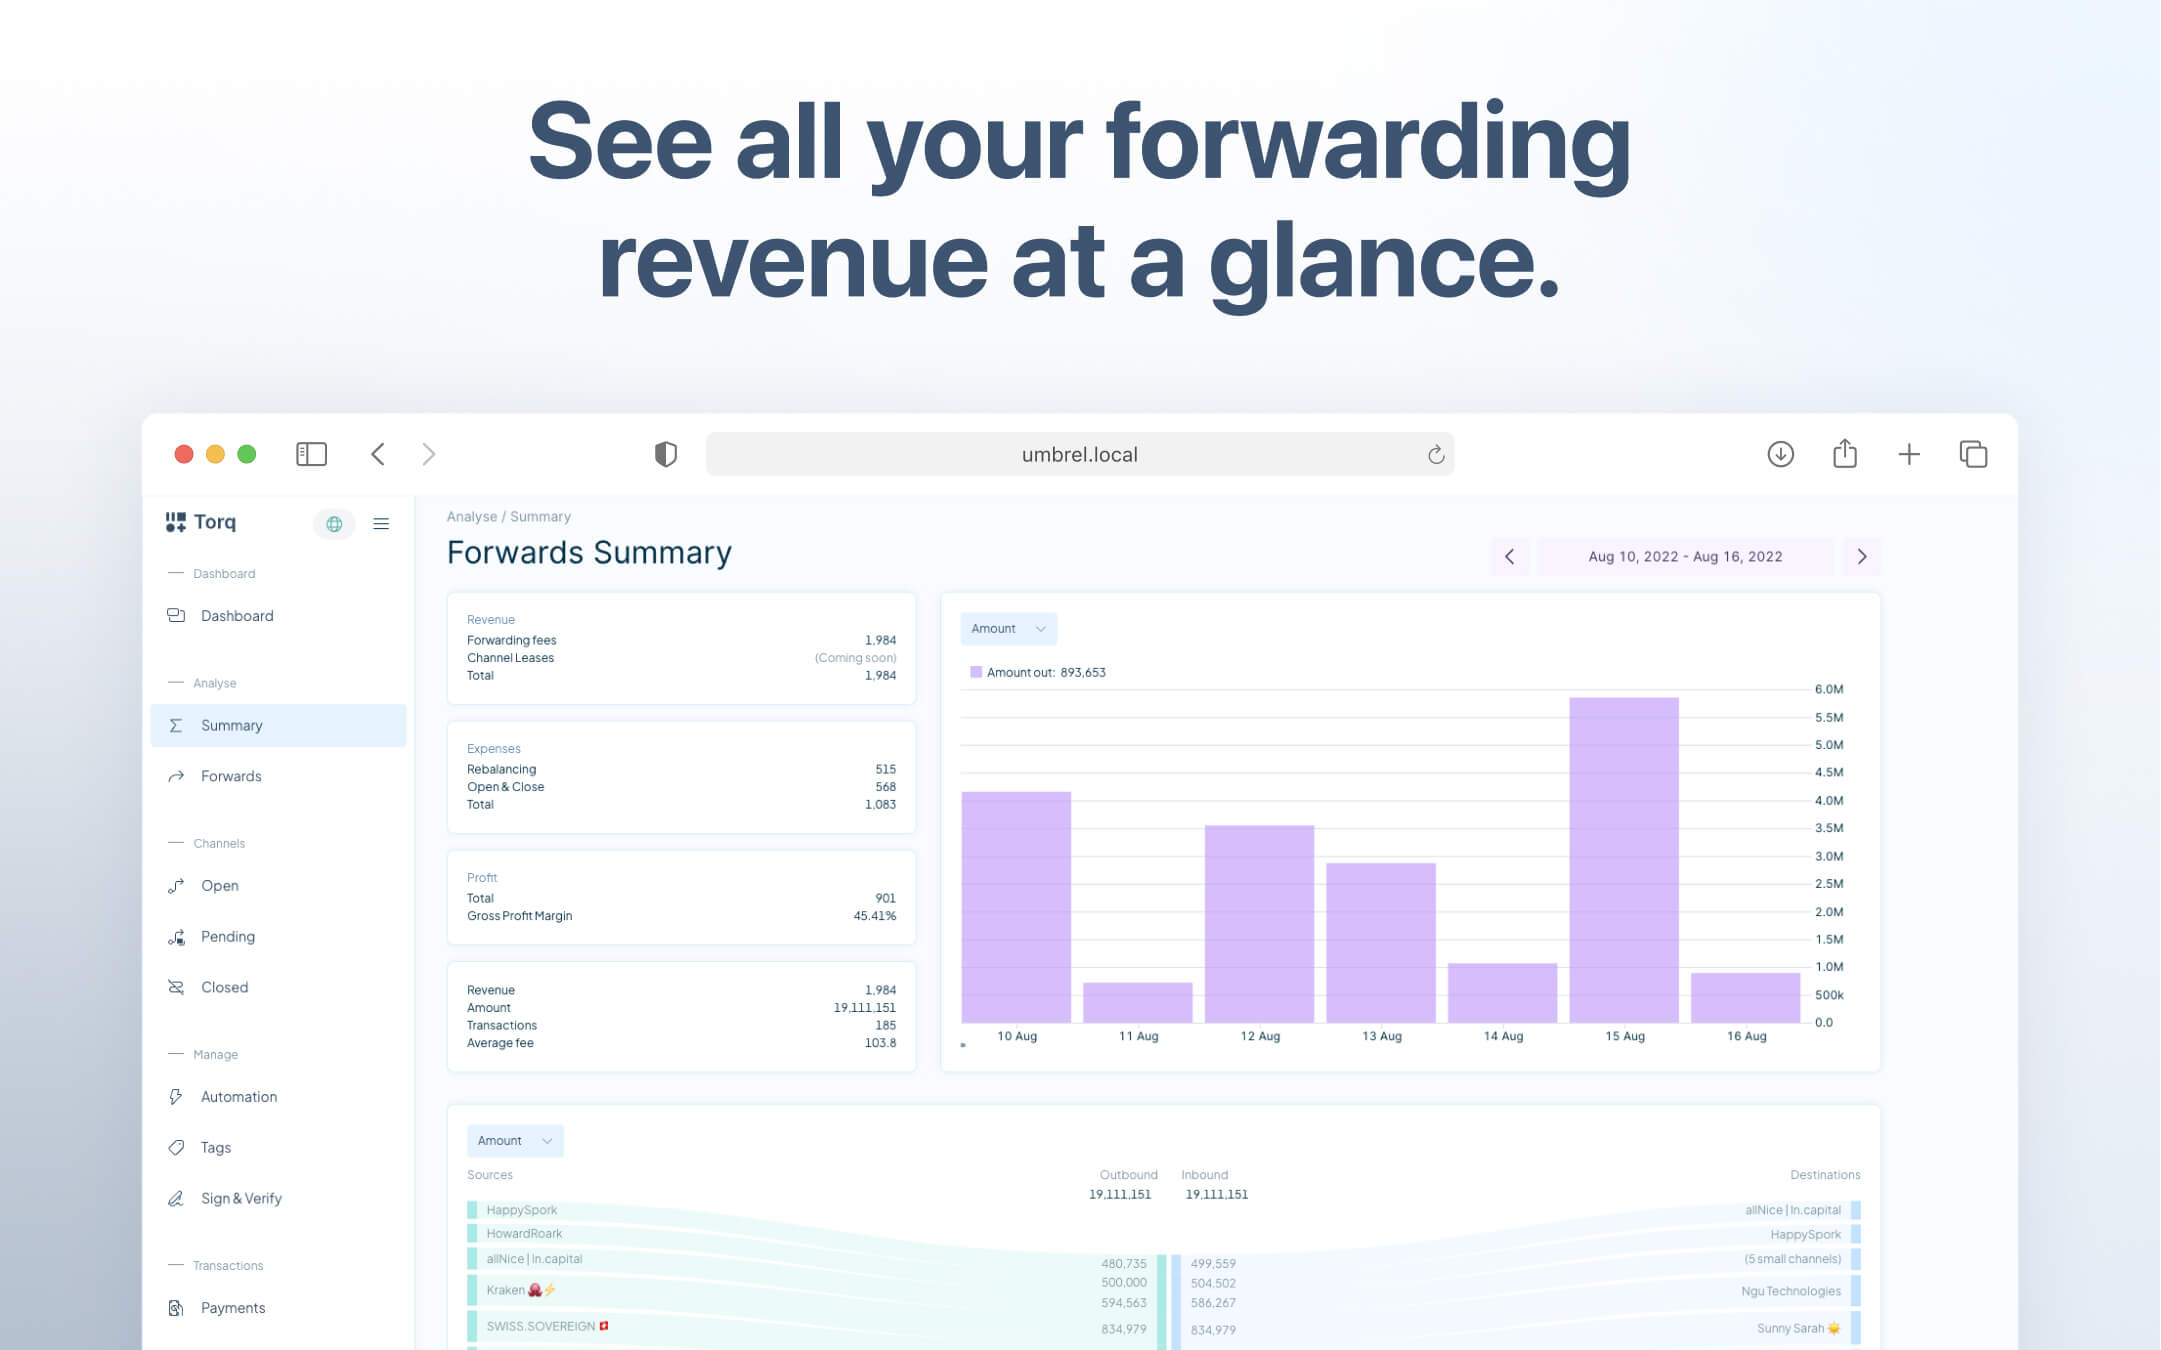 See all your forwarding
revenue at a glance.
umbrel.local
Torq
Dashboard
Dashboard
Analyse
Summary
Forwards
Channels
Open
Pending
Closed
Manage
Automation
Tags
Sign & Verify
Transactions
Payments
Analyse / Summary
Forwards Summary
Aug 10, 2022 - Aug 16, 2022
Revenue
Forwarding fees 1,984
Channel Leases (Coming soon)
Total 1,984
Expenses
Rebalancing 515
Open & Close 568
Total 1,083
Profit
Total 901
Gross Profit Margin 45.41%
Revenue 1,984
Amount 19,111,151
Transactions 185
Average fee 103.8
Amount
Amount out: 893,653
6.0M
5.5M
5.0M
4.5M
4.0M
3.5M
3.0M
2.5M
2.0M
1.5M
1.0M
500k
0.0
10 Aug 11 Aug 12 Aug 13 Aug 14 Aug 15 Aug 16 Aug
Amount
Sources Outbound Inbound Destinations
19,111,151 19,111,151
HappySpork
HowardRoark
allNice | ln.capital
Kraken 🐙⚡
SWISS.SOVEREIGN 🇨🇭
480,735
500,000
594,563
834,979
499,559
504,502
586,267
834,979
allNice | ln.capital
HappySpork
(5 small channels)
Ngu Technologies
Sunny Sarah ☀️